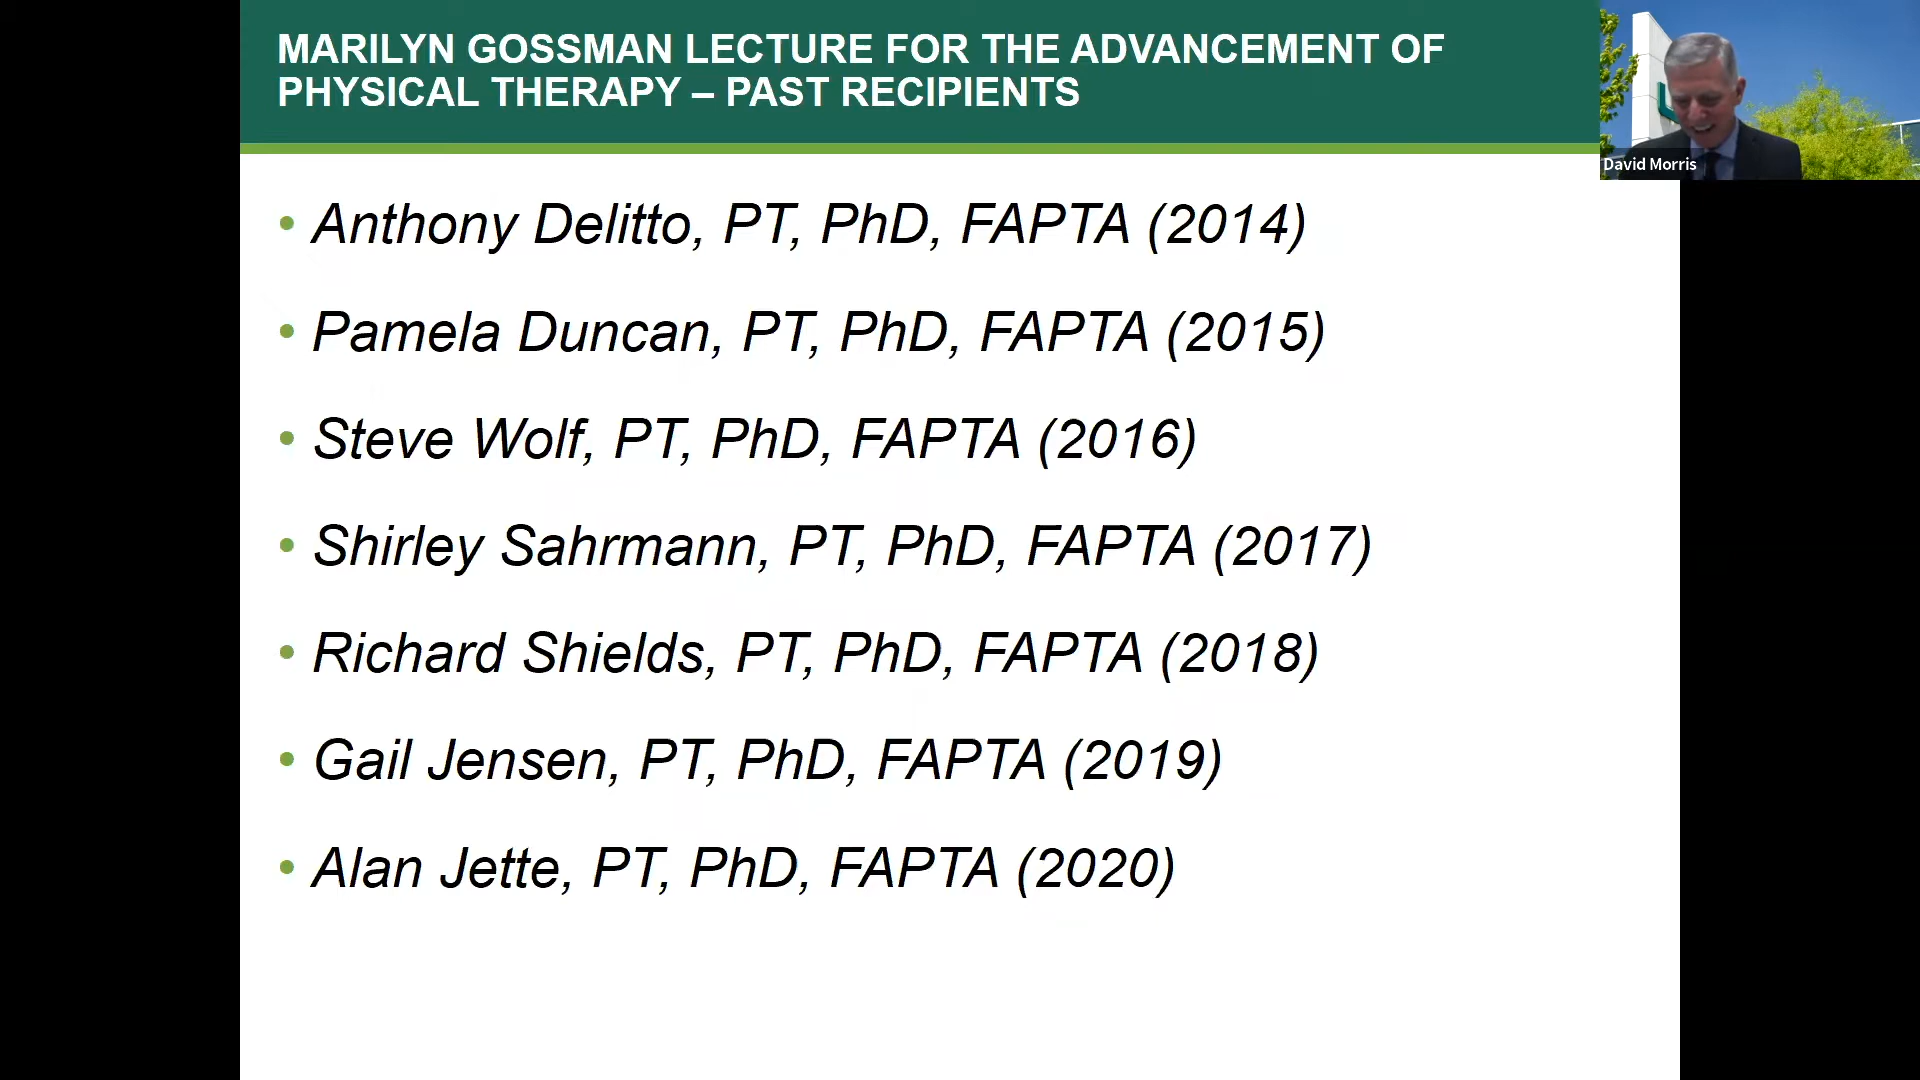 MARILYN GOSSMAN LECTURE FOR THE ADVANCEMENT OF
PHYSICAL THERAPY – PAST RECIPIENTS
David Morris
• Anthony Delitto, PT, PhD, FAPTA (2014)
• Pamela Duncan, PT, PhD, FAPTA (2015)
• Steve Wolf, PT, PhD, FAPTA (2016)
• Shirley Sahrmann, PT, PhD, FAPTA (2017)
• Richard Shields, PT, PhD, FAPTA (2018)
• Gail Jensen, PT, PhD, FAPTA (2019)
• Alan Jette, PT, PhD, FAPTA (2020)